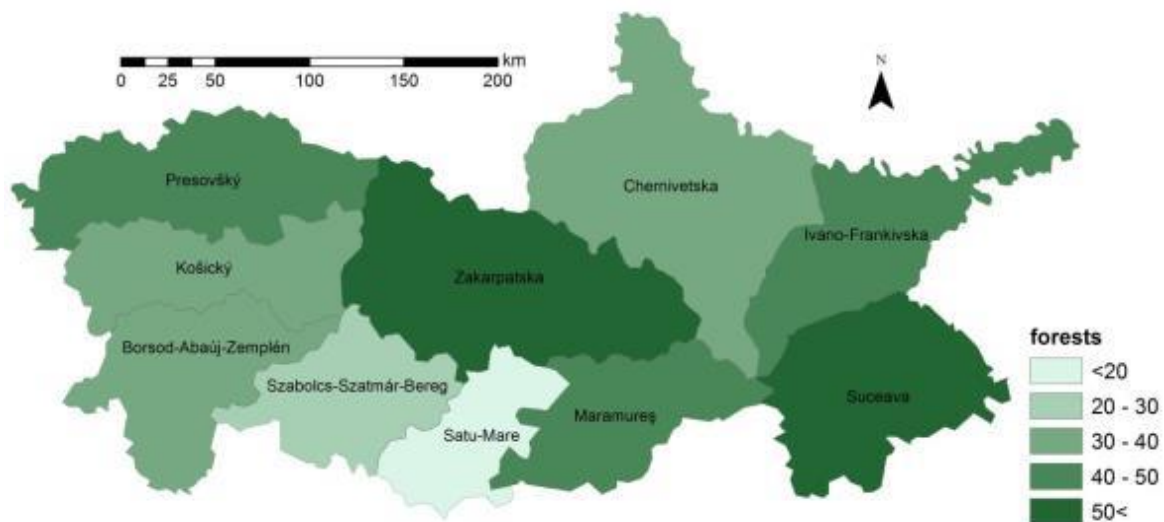 km
0 25 50 100 150 200
N
Presovšký
Chernivetska
Ivano-Frankivska
Košický
Zakarpatska
Borsod-Abaúj-Zemplén
Szabolcs-Szatmár-Bereg
Suceava
Maramureş
Satu-Mare
forests
<20
20 - 30
30 - 40
40 - 50
50<